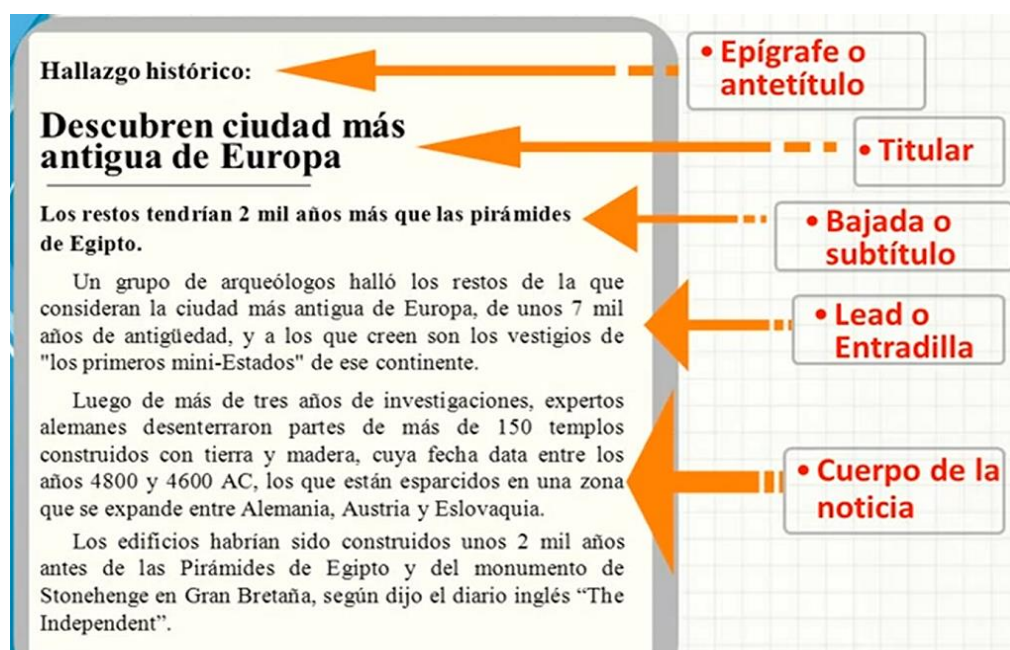 Hallazgo histórico:
Descubren ciudad más
antigua de Europa
Los restos tendrían 2 mil años más que las pirámides
de Egipto.
Un grupo de arqueólogos halló los restos de la que
consideran la ciudad más antigua de Europa, de unos 7 mil
años de antigüedad, y a los que creen son los vestigios de
"los primeros mini-Estados" de ese continente.
Luego de más de tres años de investigaciones, expertos
alemanes desenterraron partes de más de 150 templos
construidos con tierra y madera, cuya fecha data entre los
años 4800 y 4600 AC, los que están esparcidos en una zona
que se expande entre Alemania, Austria y Eslovaquia.
Los edificios habrían sido construidos unos 2 mil años
antes de las Pirámides de Egipto y del monumento de
Stonehenge en Gran Bretaña, según dijo el diario inglés “The
Independent”.
• Epígrafe o
antetítulo
• Titular
• Bajada o
subtítulo
• Lead o
Entradilla
• Cuerpo de la
noticia